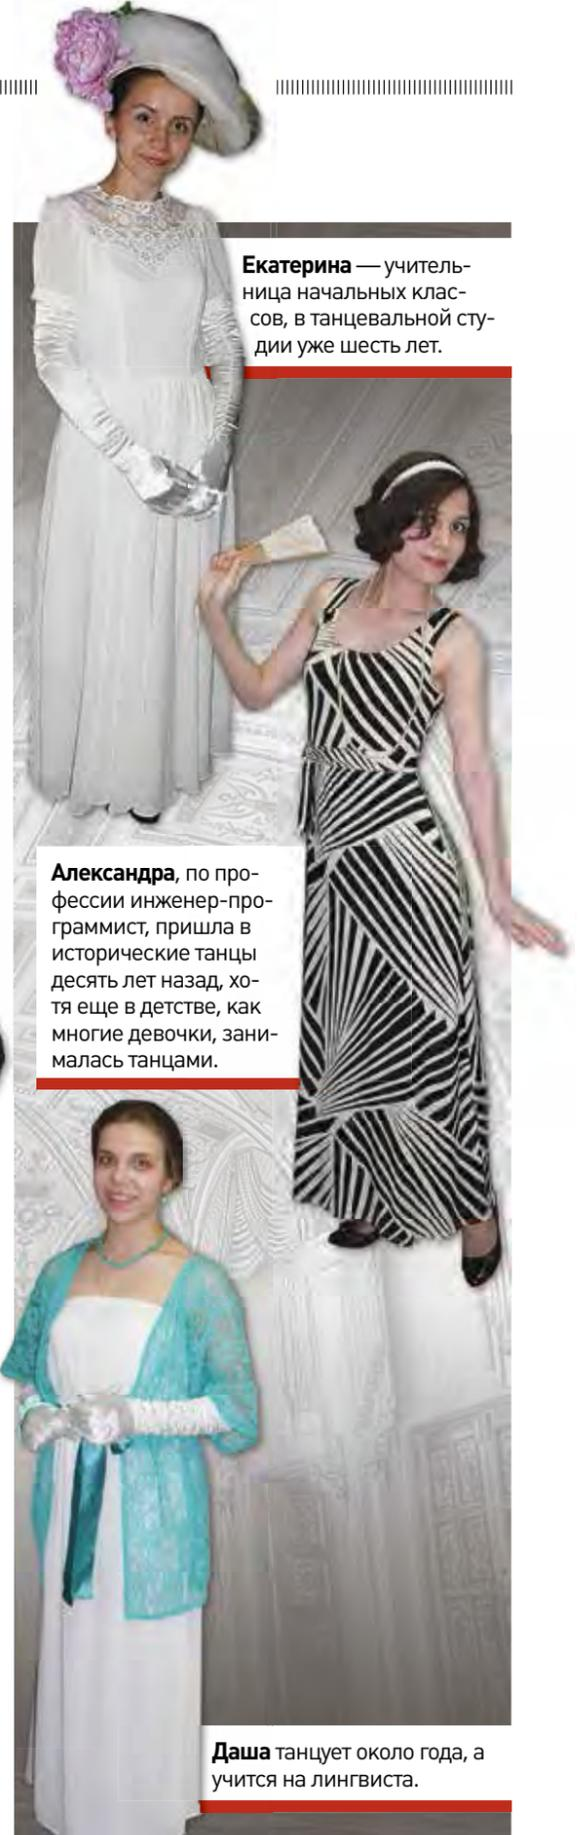 Екатерина — учитель-
ница начальных клас-
сов, в танцевальной сту-
дии уже шесть лет.
Александра, по про-
фессии инженер-про-
граммист, пришла в
исторические танцы
десять лет назад, хо-
тя еще в детстве, как
многие девочки, зани-
малась танцами.
Даша танцует около года, а
учится на лингвиста.